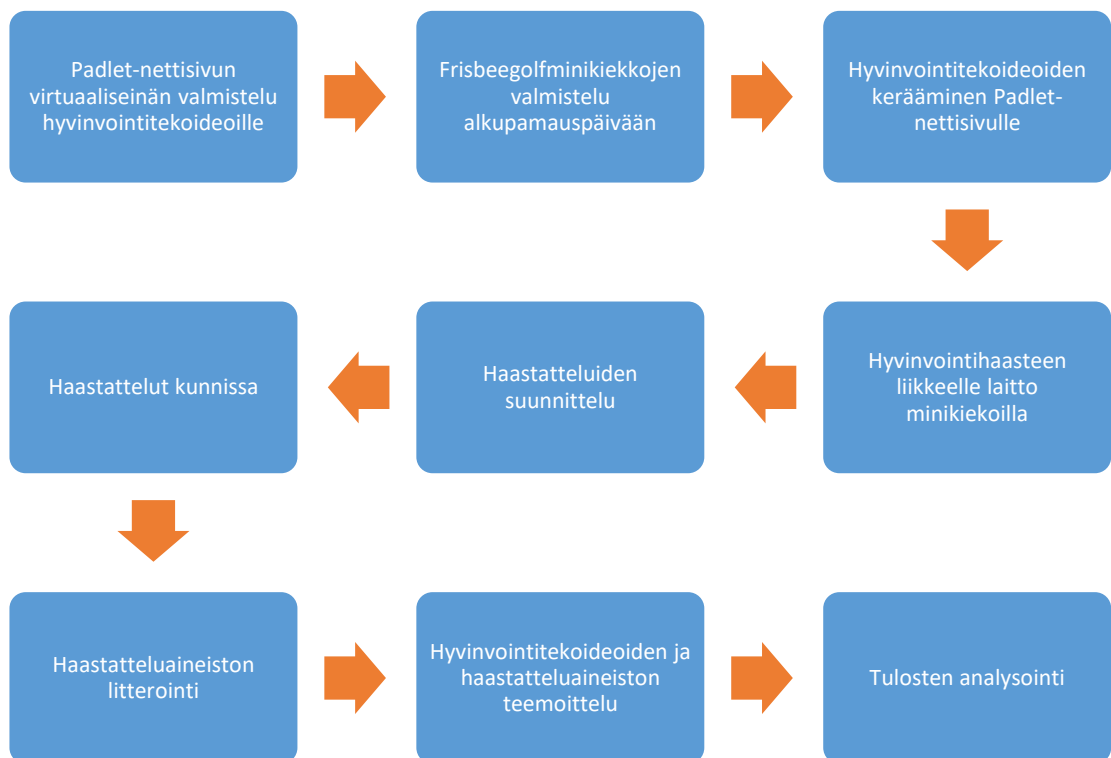 Padlet-nettisivun
virtuaaliseinän valmistelu
hyvinvointitekoideoille
Frisbeegolfminikiekkojen
valmistelu
alkupamauspäivään
Hyvinvointitekoideoiden
kerääminen Padlet-
nettisivulle
Hyvinvointihaasteen
liikkeelle laitto
minikiekoilla
Haastatteluiden
suunnittelu
Haastattelut kunnissa
Haastatteluaineiston
litterointi
Hyvinvointitekoideoiden ja
haastatteluaineiston
teemoittelu
Tulosten analysointi